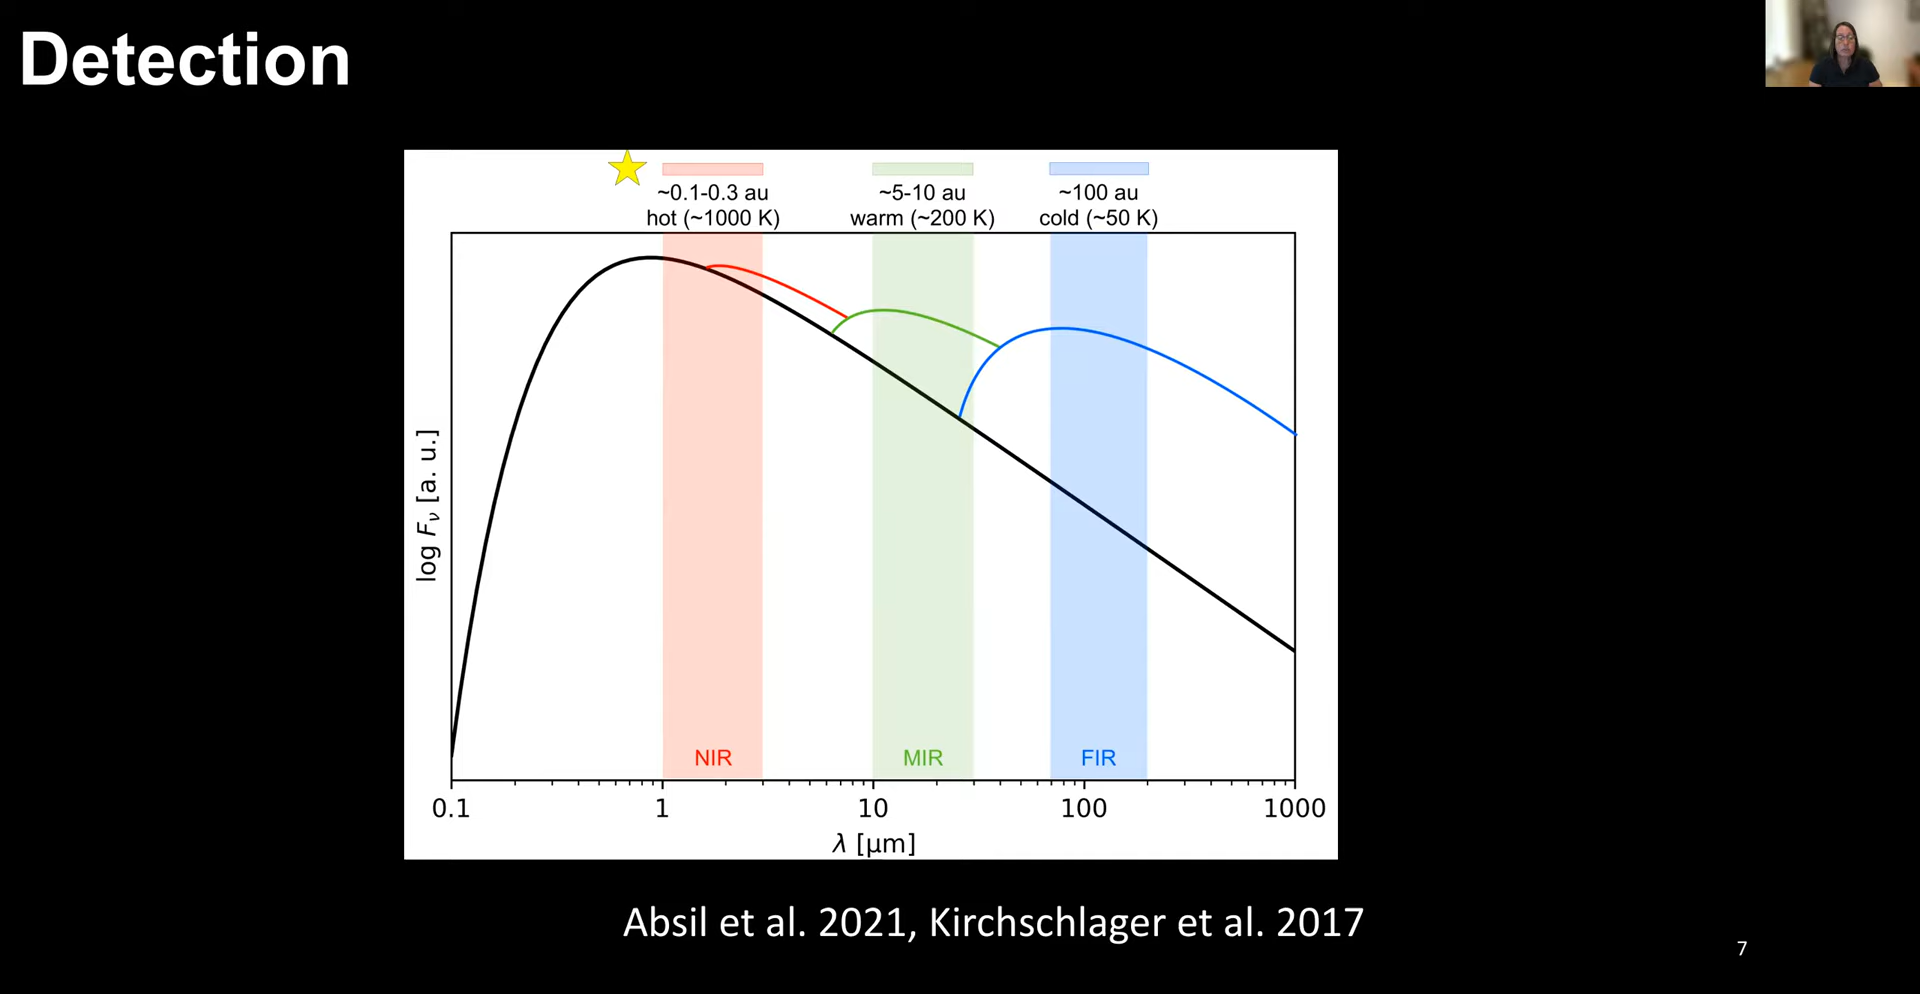 Detection
~0.1-0.3 au
hot (~1000 K)
~5-10 au
warm (~200 K)
~100 au
cold (~50 K)
log Fν [a. u.]
NIR
MIR
FIR
0.1
1
10
100
1000
λ [μm]
Absil et al. 2021, Kirchschlager et al. 2017
7